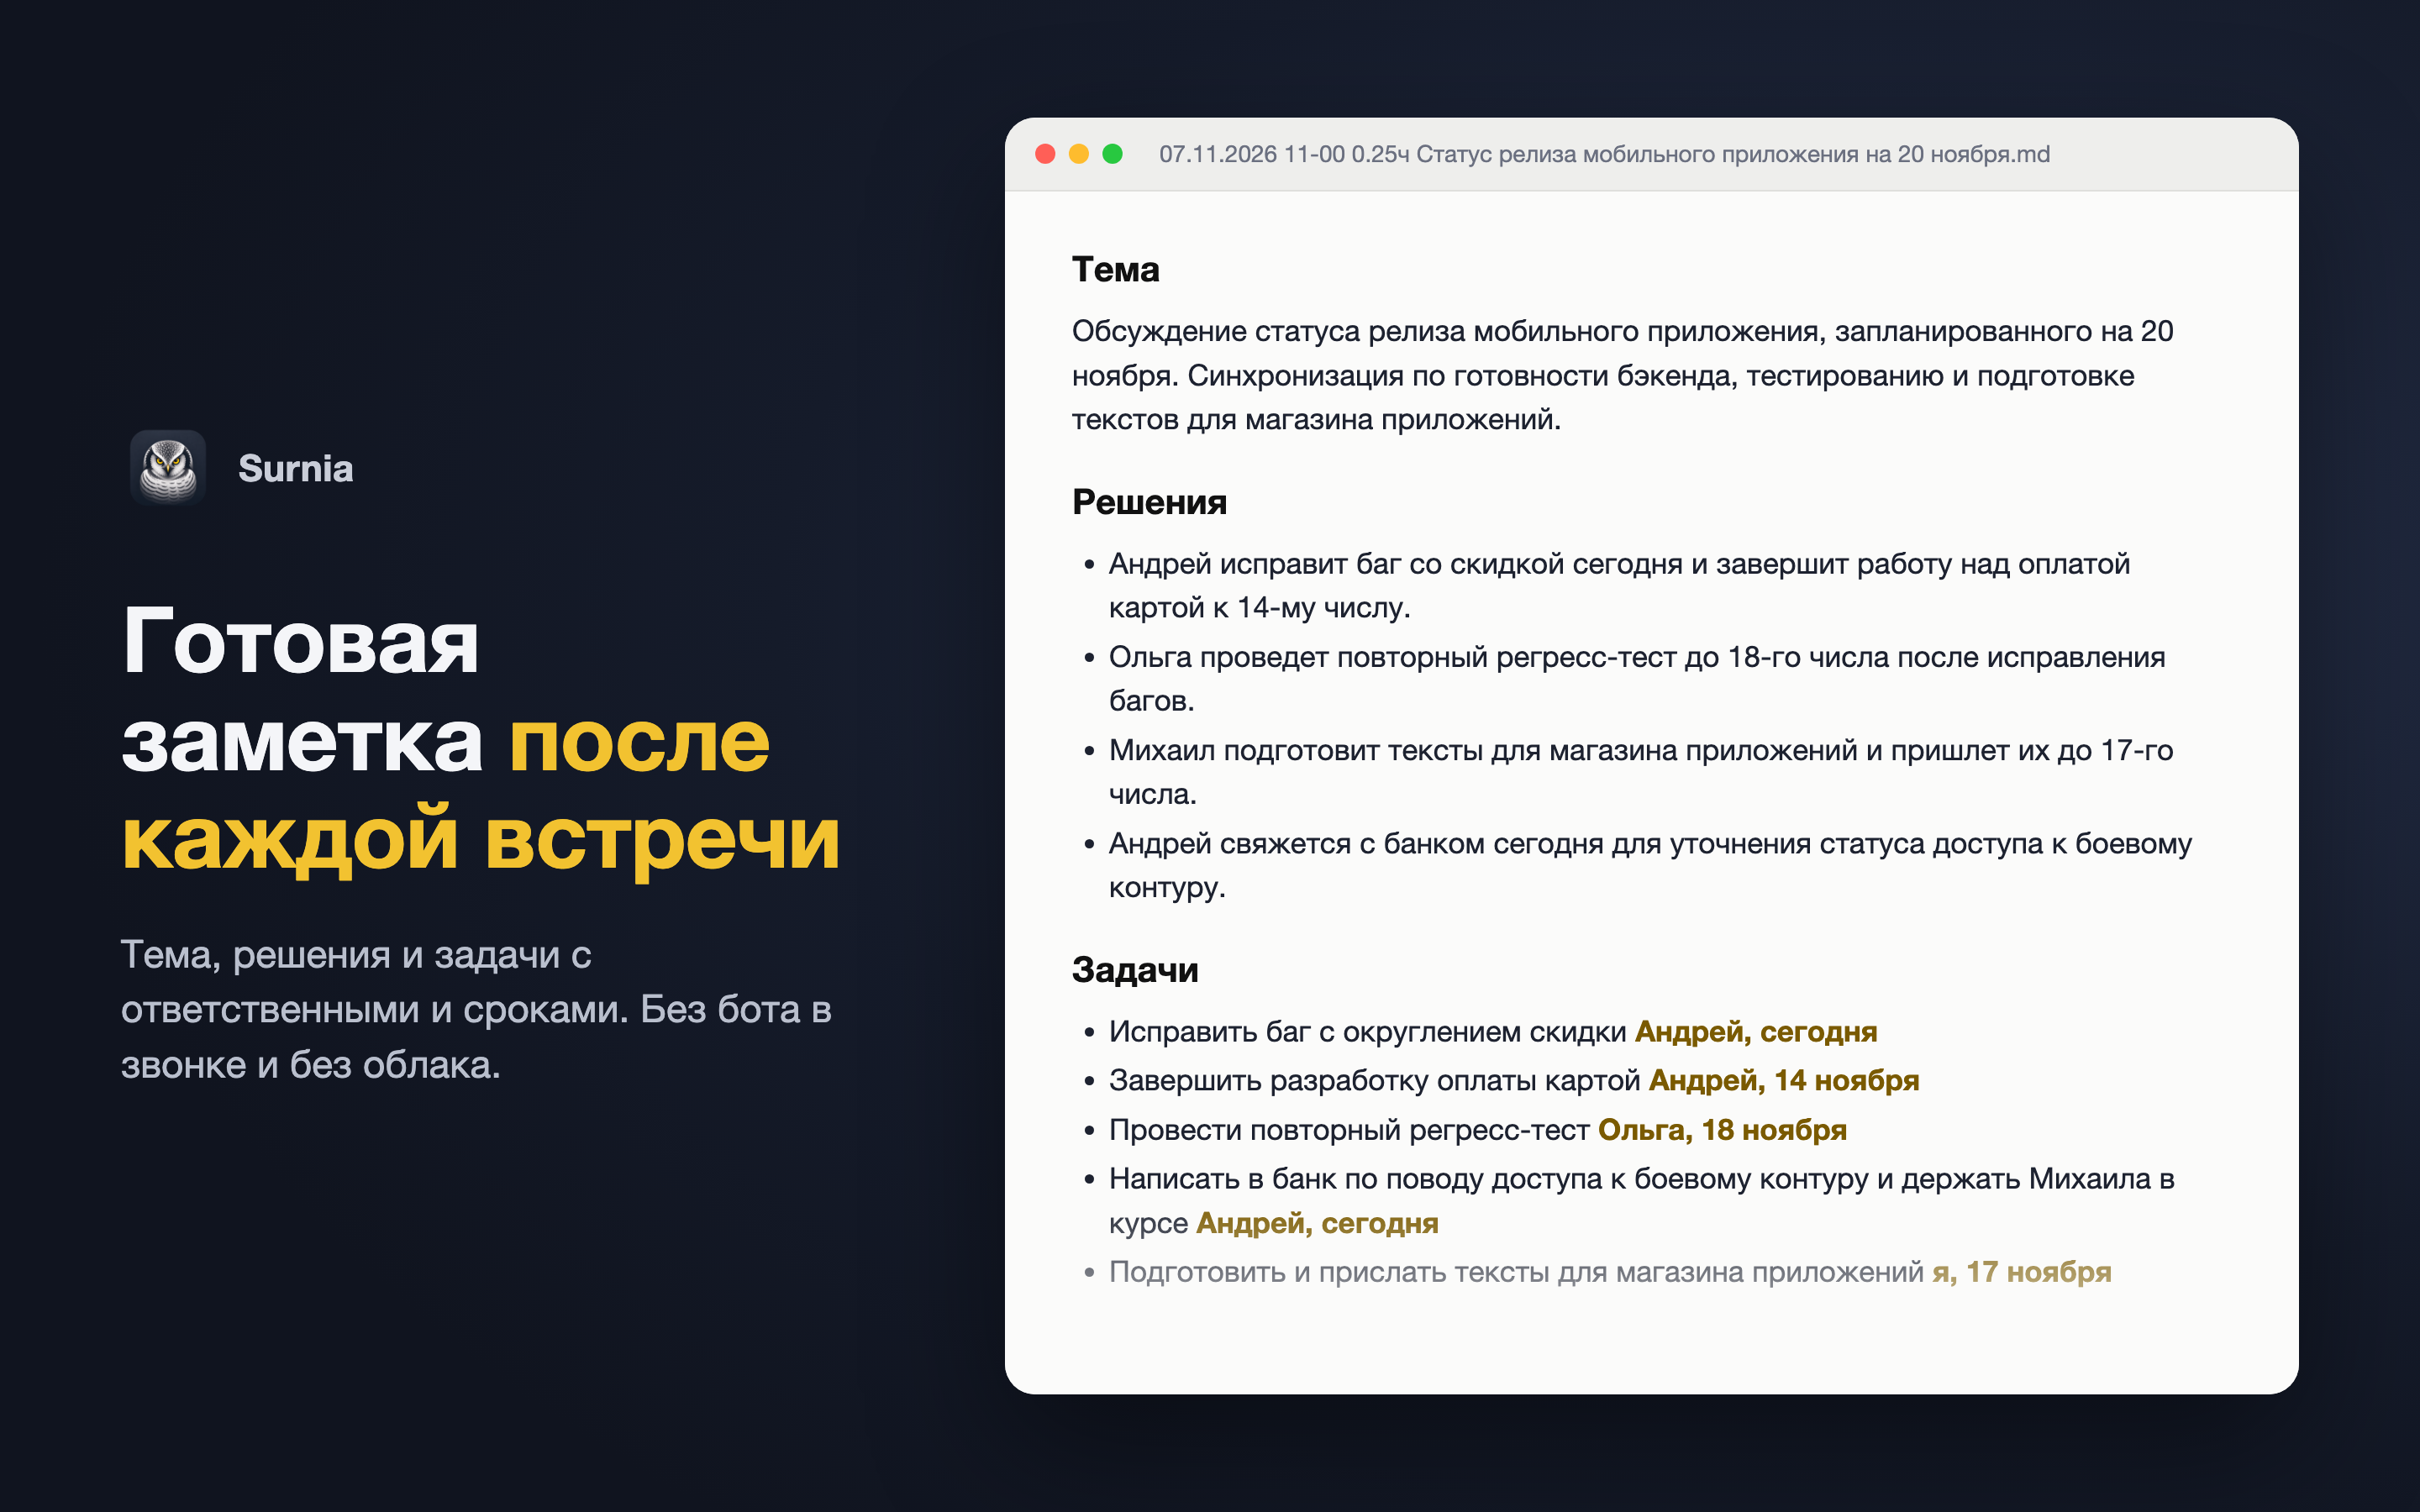 Surnia
Готовая
заметка после
каждой встречи
Тема, решения и задачи с
ответственными и сроками. Без бота в
звонке и без облака.
07.11.2026 11-00 0.25ч Статус релиза мобильного приложения на 20 ноября.md
Тема
Обсуждение статуса релиза мобильного приложения, запланированного на 20
ноября. Синхронизация по готовности бэкенда, тестированию и подготовке
текстов для магазина приложений.
Решения
• Андрей исправит баг со скидкой сегодня и завершит работу над оплатой
картой к 14-му числу.
• Ольга проведет повторный регресс-тест до 18-го числа после исправления
багов.
• Михаил подготовит тексты для магазина приложений и пришлет их до 17-го
числа.
• Андрей свяжется с банком сегодня для уточнения статуса доступа к боевому
контуру.
Задачи
• Исправить баг с округлением скидки Андрей, сегодня
• Завершить разработку оплаты картой Андрей, 14 ноября
• Провести повторный регресс-тест Ольга, 18 ноября
• Написать в банк по поводу доступа к боевому контуру и держать Михаила в
курсе Андрей, сегодня
• Подготовить и прислать тексты для магазина приложений я, 17 ноября